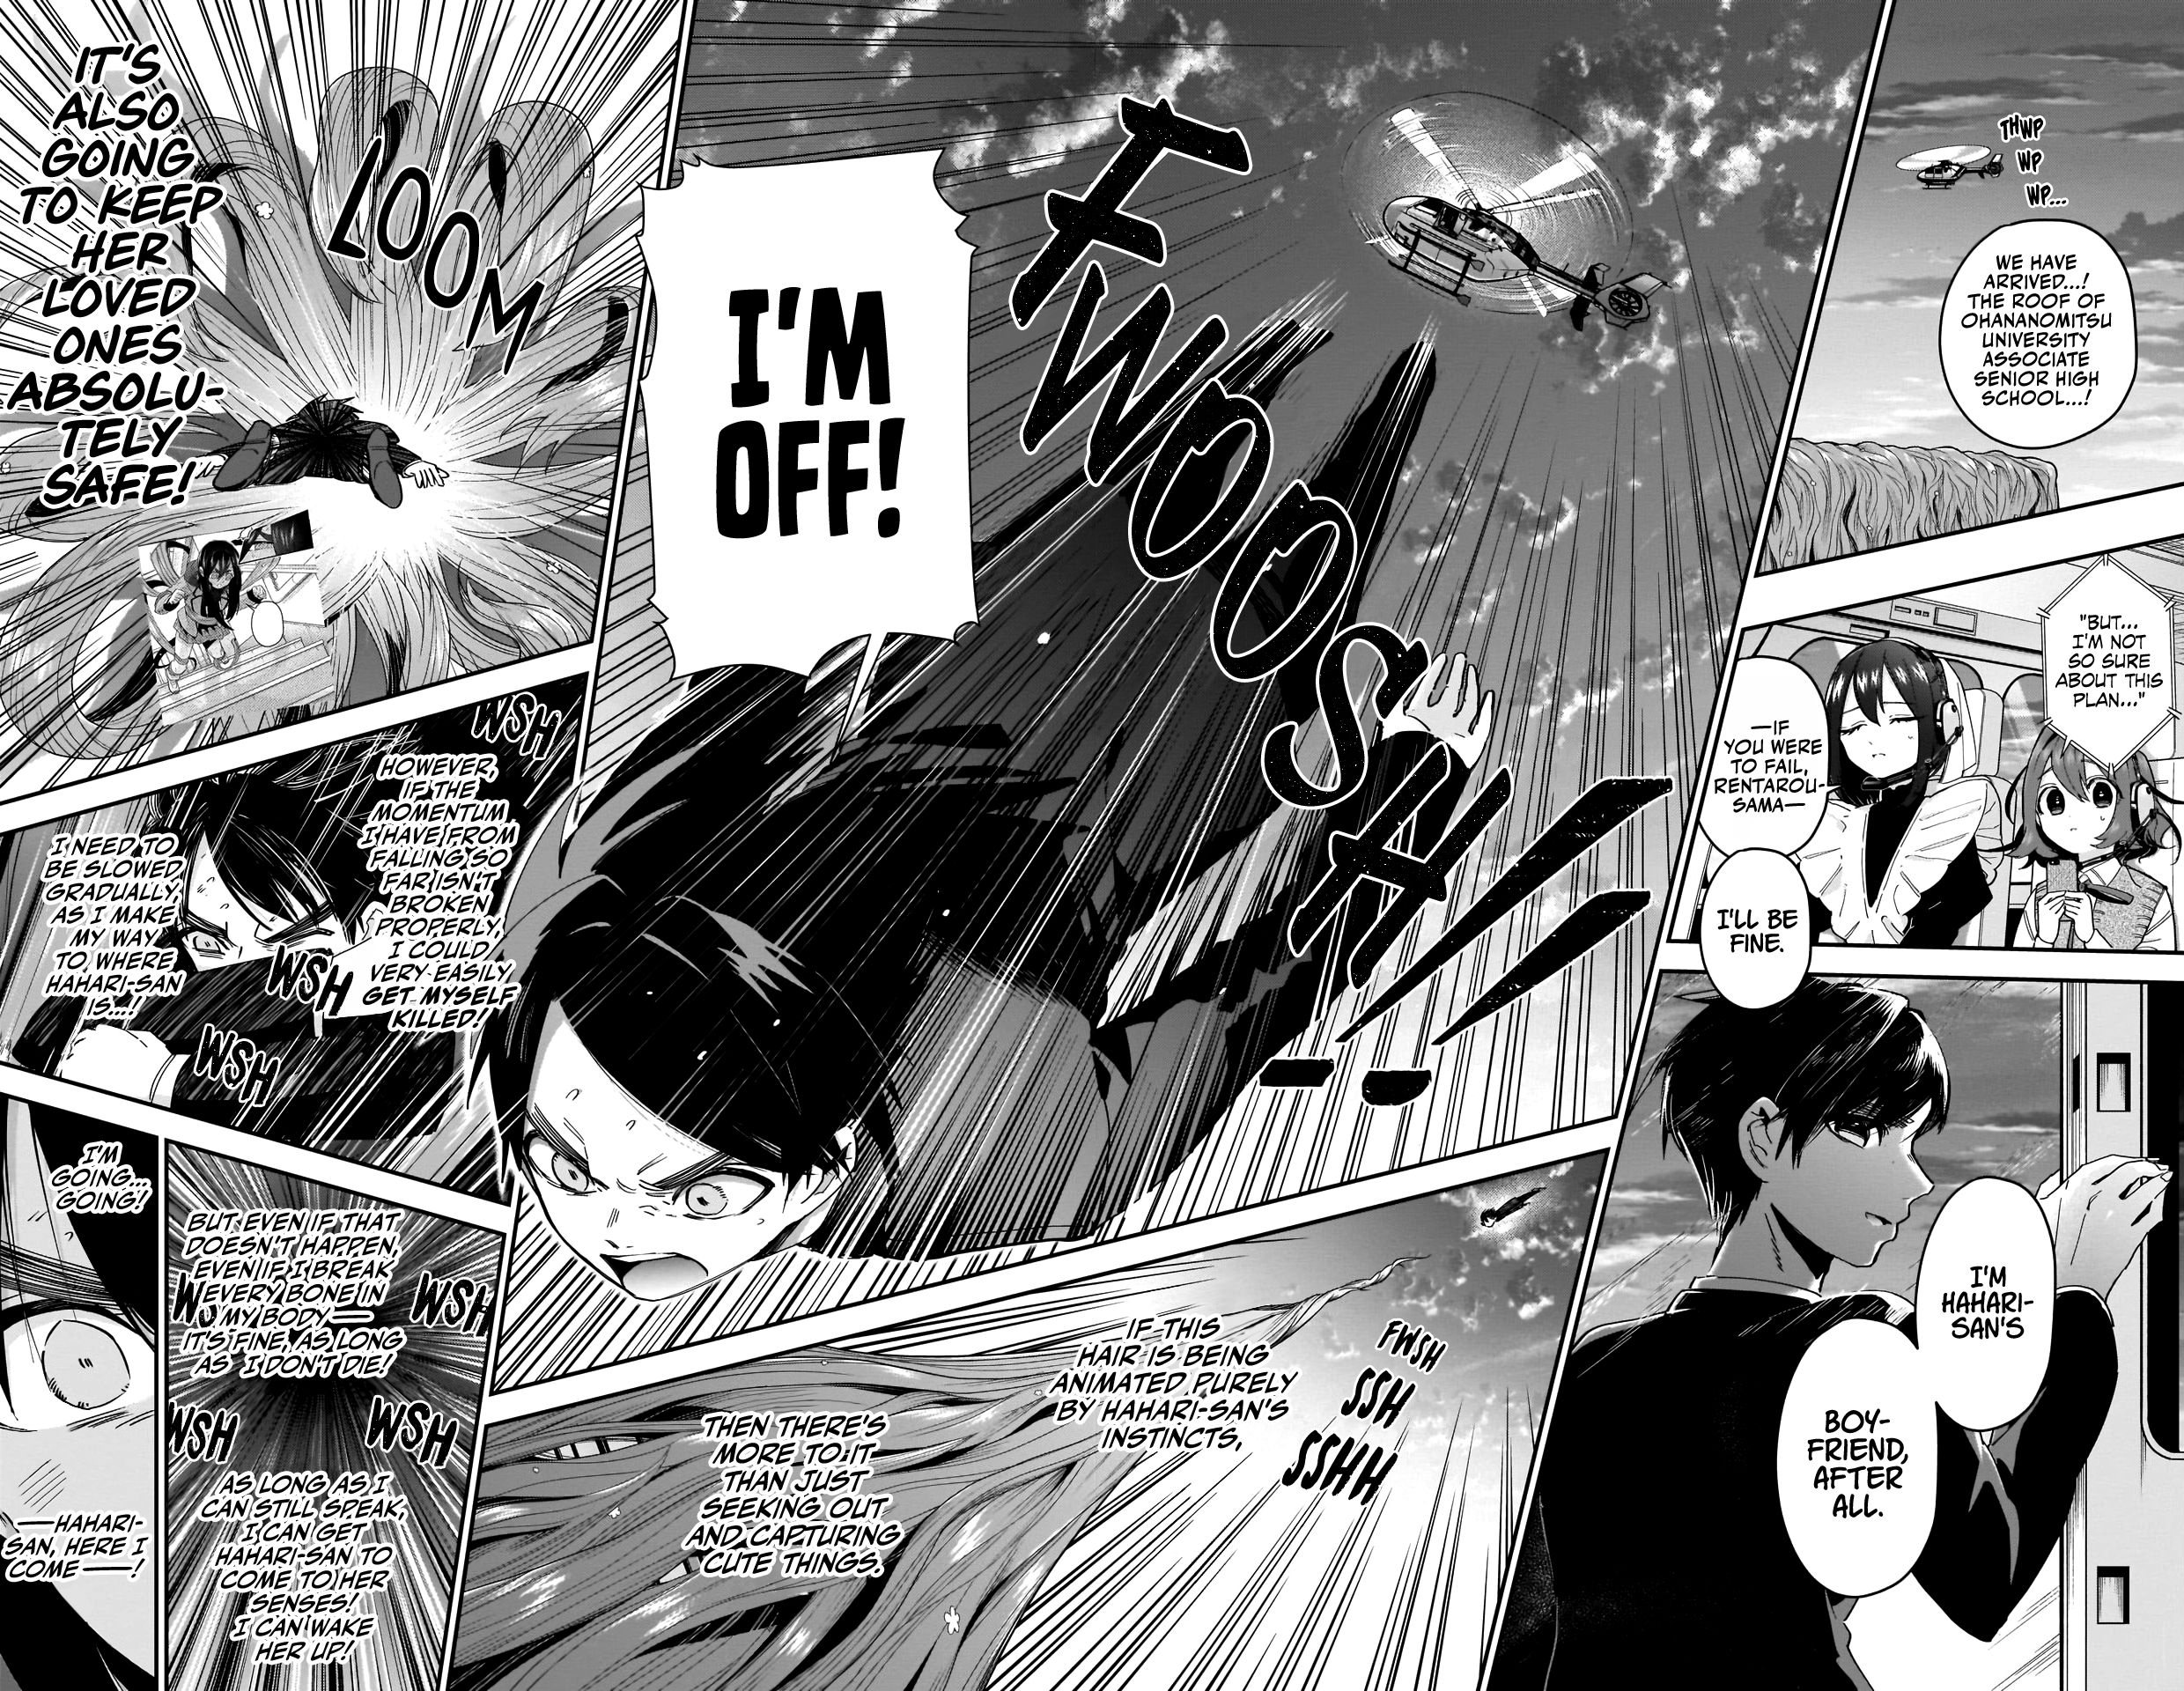 THWP
WP
WP...
WE HAVE
ARRIVED...!
THE ROOF OF
OHANANOMITSU
UNIVERSITY
ASSOCIATE
SENIOR HIGH
SCHOOL...!
"BUT...
I'M NOT
SO SURE
ABOUT THIS
PLAN..."
—IF
YOU WERE
TO FAIL,
RENTAROU-
SAMA—
I'LL BE
FINE.
I'M
HAHARI-
SAN'S
BOY-
FRIEND,
AFTER
ALL.
FWOOSH!!
I'M
OFF!
FWSH
SSH
SSHH
IF THIS
HAIR IS BEING
ANIMATED PURELY
BY HAHARI-SAN'S
INSTINCTS,
THEN THERE'S
MORE TO IT
THAN JUST
SEEKING OUT
AND CAPTURING
CUTE THINGS.
LOOM
IT'S
ALSO
GOING
TO KEEP
HER
LOVED
ONES
ABSOLU-
TELY
SAFE!
WSH
HOWEVER,
IF THE
MOMENTUM
I HAVE FROM
FALLING SO
FAR ISN'T
BROKEN
PROPERLY,
I COULD
VERY EASILY
GET MYSELF
KILLED!
WSH
I NEED TO
BE SLOWED
GRADUALLY,
AS I MAKE
MY WAY
TO WHERE
HAHARI-SAN
IS...!
WSH
BUT EVEN IF THAT
DOESN'T HAPPEN,
EVEN IF I BREAK
EVERY BONE IN
MY BODY—
IT'S FINE, AS LONG
AS I DON'T DIE!
WSH
WSH
WSH
WSH
AS LONG AS I
CAN STILL SPEAK,
I CAN GET
HAHARI-SAN TO
COME TO HER
SENSES!
I CAN WAKE
HER UP!
I'M
GOING...
GOING!
—HAHARI-
SAN, HERE I
COME—!